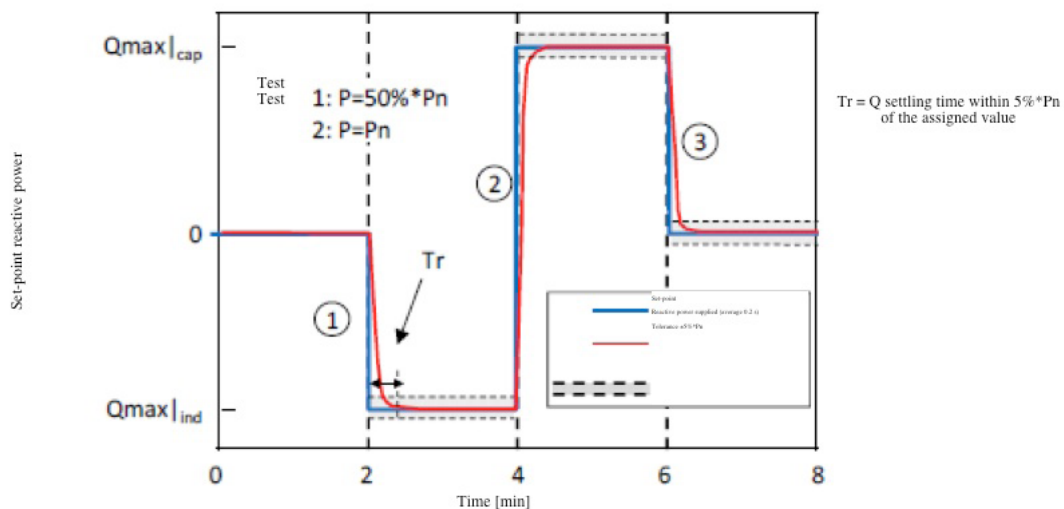 Qmax|cap
Test
Test
1: P=50%*Pn
2: P=Pn
Tr = Q settling time within 5%*Pn
of the assigned value
3
2
Set-point reactive power
0
Tr
1
Set-point
Reactive power supplied (average 0.2 s)
Tolerance ±5%*Pn
Qmax|ind
0
2
4
6
8
Time [min]